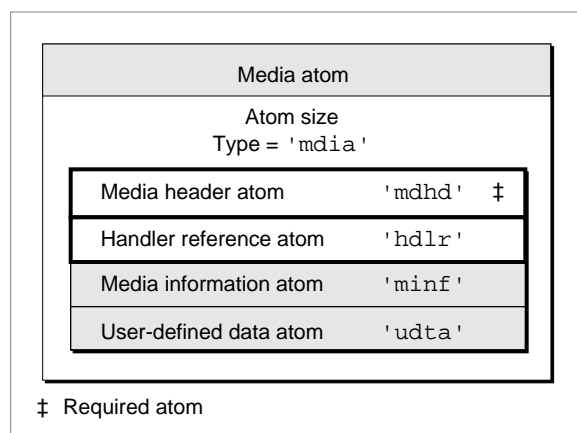 Media atom
Atom size
Type = 'mdia'
Media header atom 'mdhd' ‡
Handler reference atom 'hdlr'
Media information atom 'minf'
User-defined data atom 'udta'
‡ Required atom